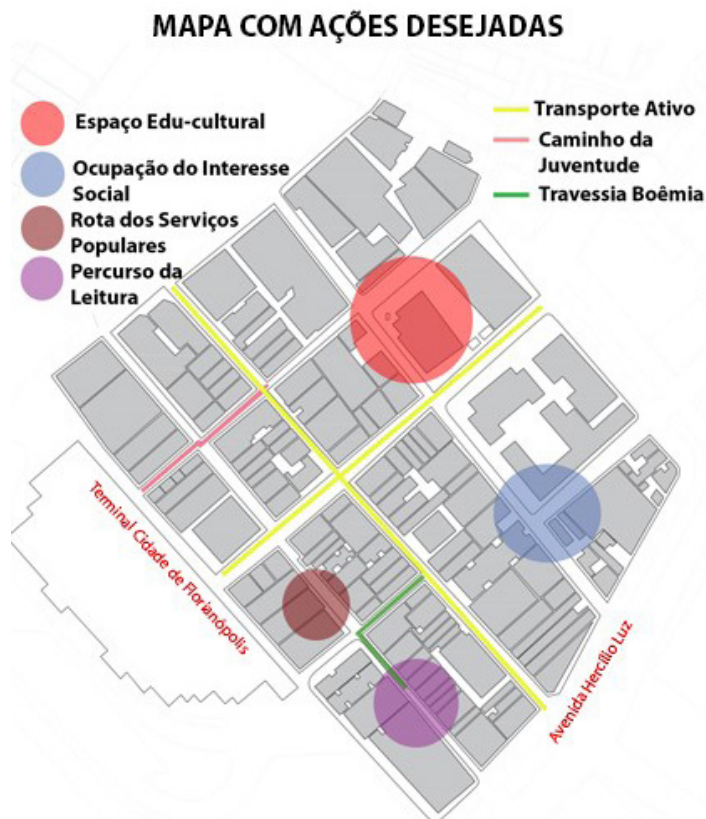 MAPA COM AÇÕES DESEJADAS
Espaço Edu-cultural
Ocupação do Interesse
Social
Rota dos Serviços
Populares
Percurso da
Leitura
Transporte Ativo
Caminho da
Juventude
Travessia Boêmia
Terminal Cidade de Florianópolis
Avenida Hercílio Luz